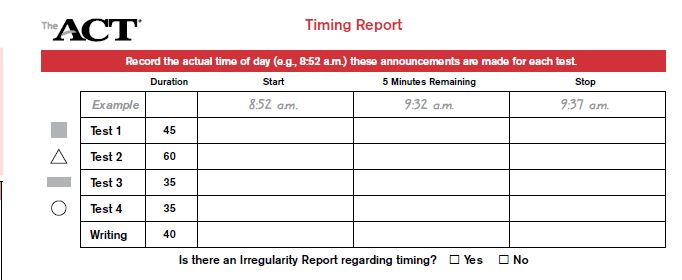 The ACT
Timing Report
Record the actual time of day (e.g., 8:52 a.m.) these announcements are made for each test.
Duration Start 5 Minutes Remaining Stop
Example 8:52 a.m. 9:32 a.m. 9:37 a.m.
Test 1 45
Test 2 60
Test 3 35
Test 4 35
Writing 40
Is there an Irregularity Report regarding timing? ☐ Yes ☐ No